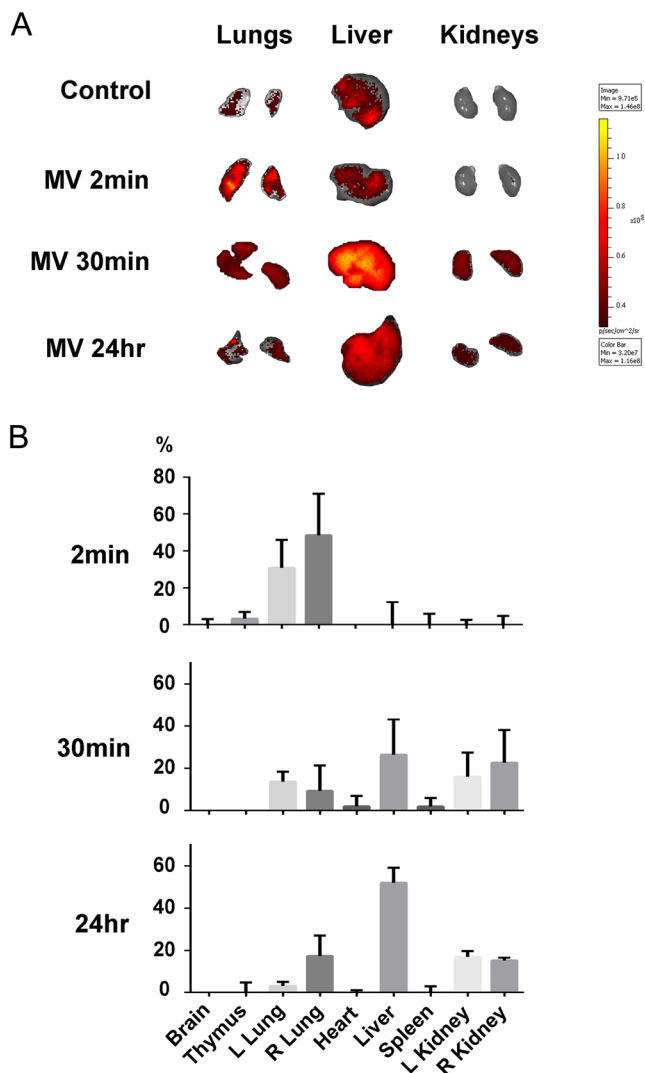 A
Lungs Liver Kidneys
Control
MV 2min
MV 30min
MV 24hr
Image
Min = 9.71e5
Max = 1.46e8
1.0
0.8
x10^8
0.6
0.4
p/sec/cm^2/sr
Color Bar
Min = 3.20e7
Max = 1.16e8
B
%
2min
80
60
40
20
0
30min
60
40
20
0
24hr
60
40
20
0
Brain Thymus L Lung R Lung Heart Liver Spleen L Kidney R Kidney